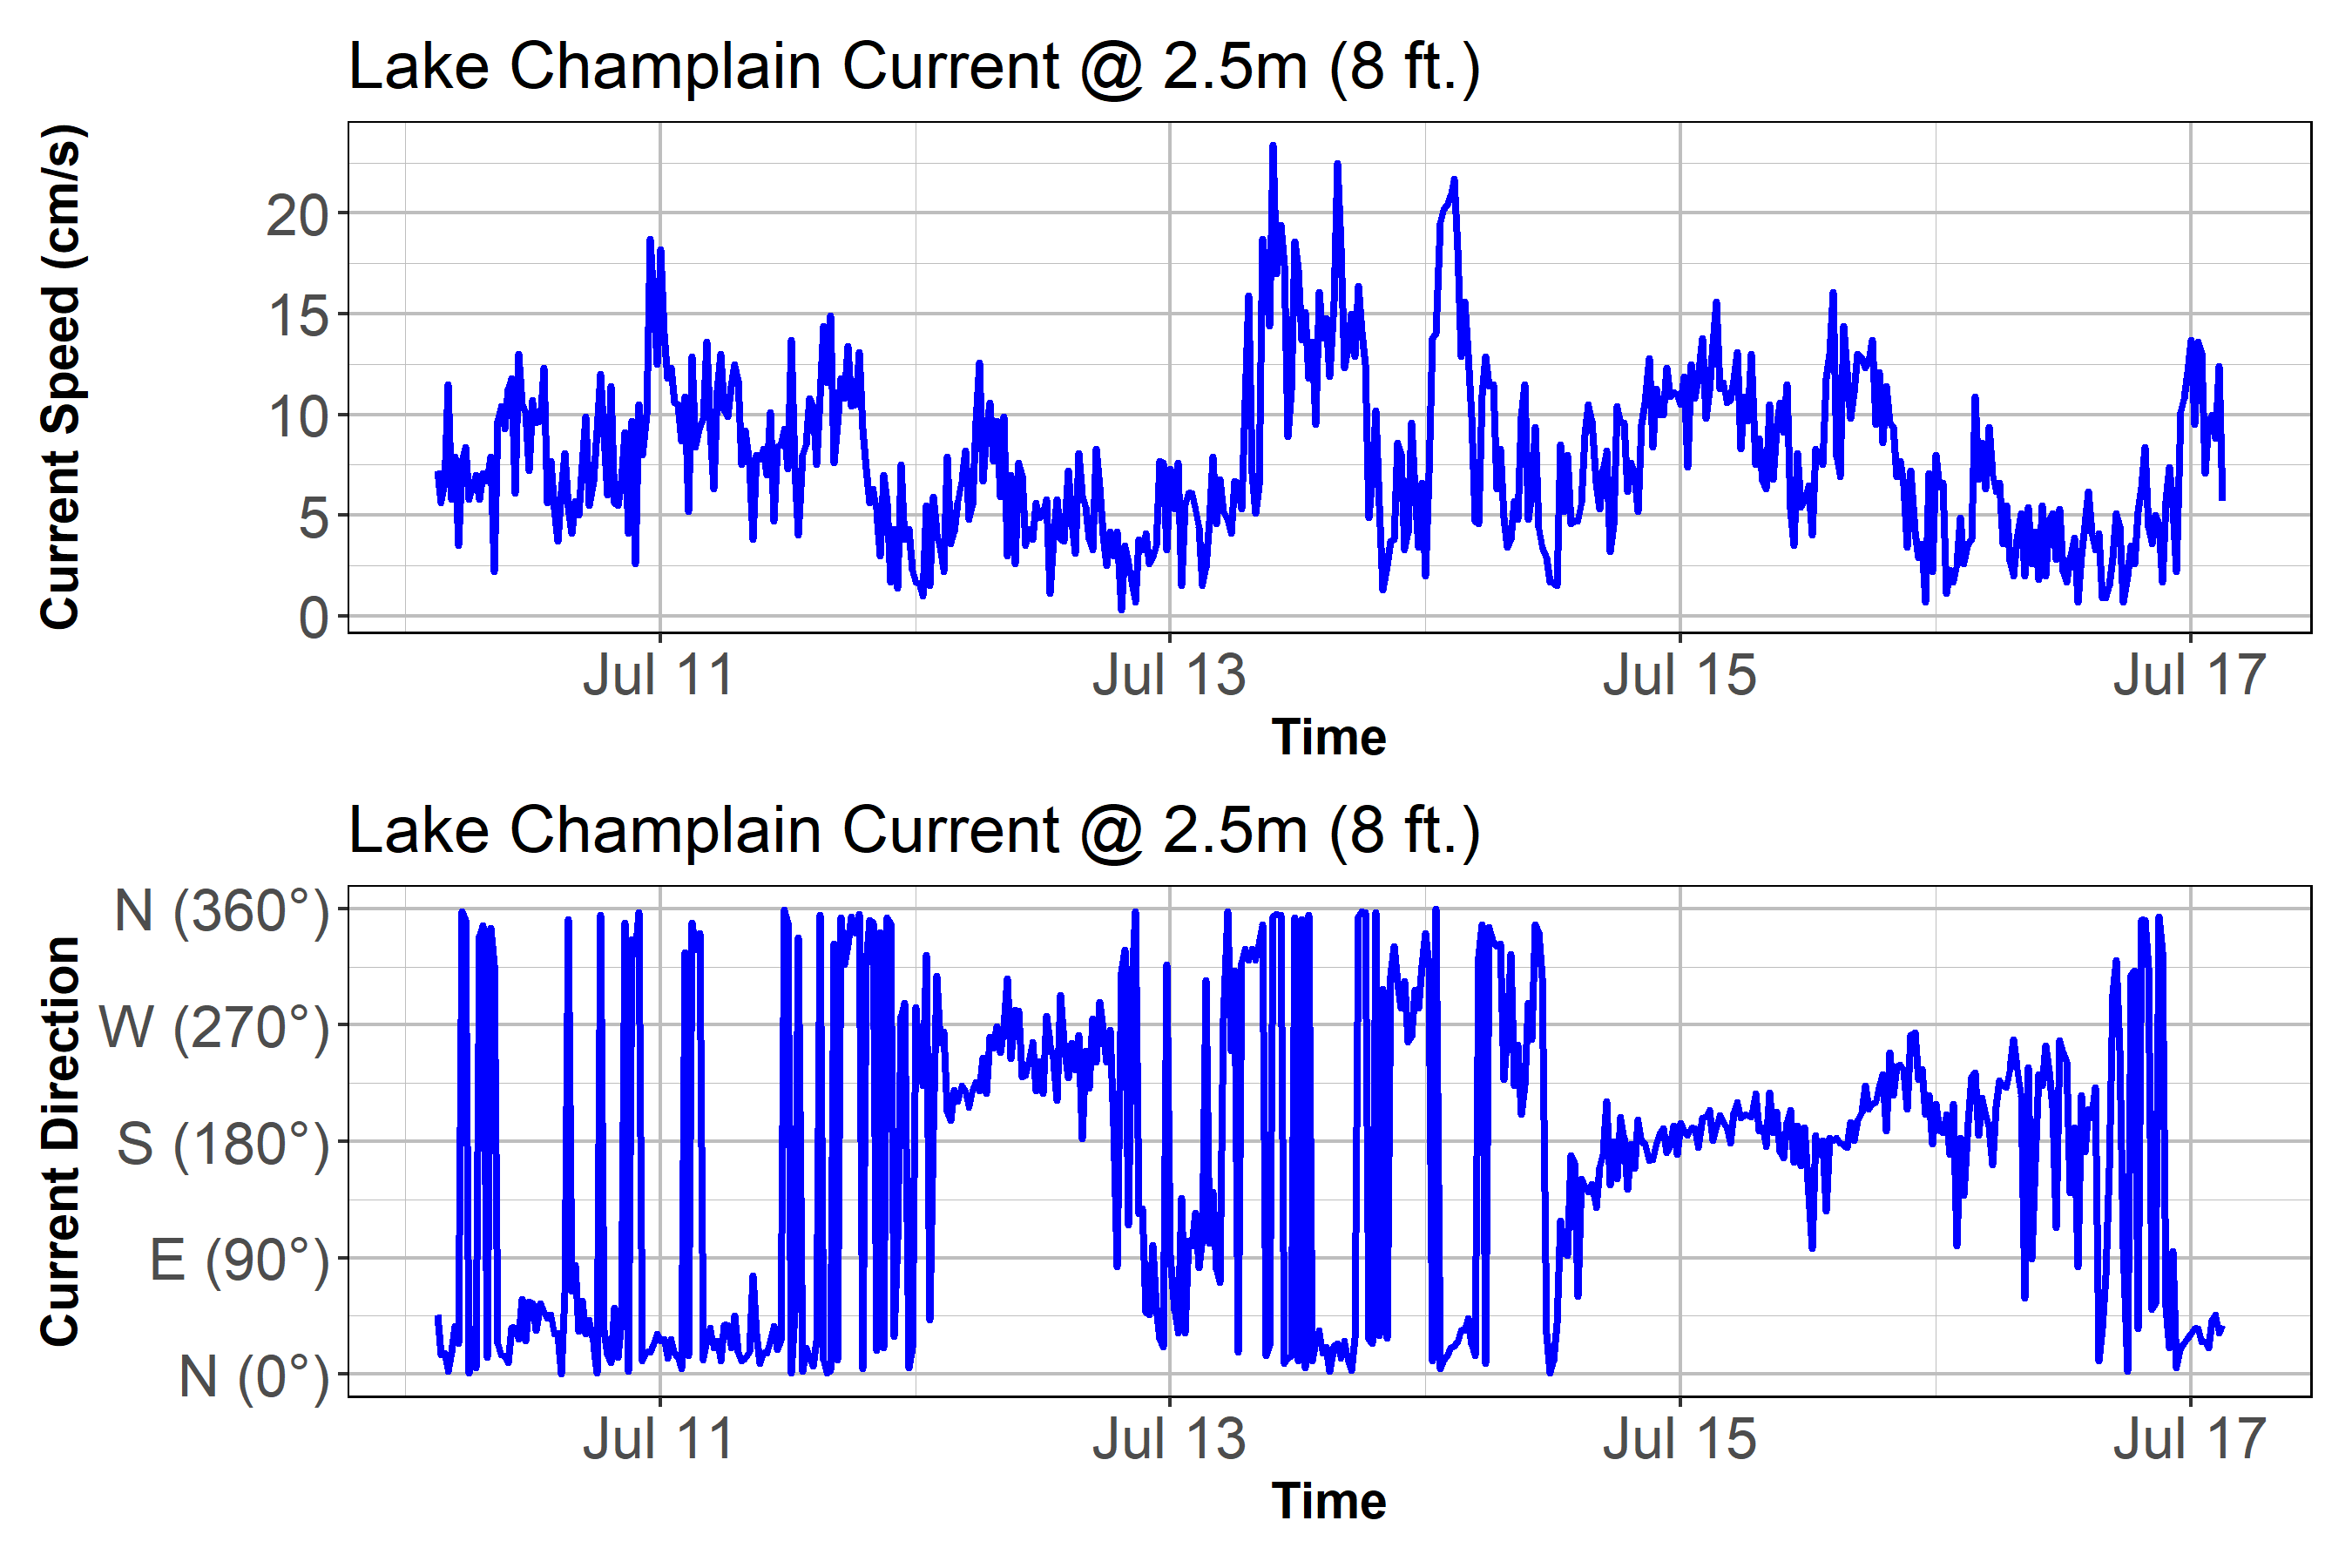 Lake Champlain Current @ 2.5m (8 ft.)
Current Speed (cm/s)
20
15
10
5
0
Jul 11 Jul 13 Jul 15 Jul 17
Time
Lake Champlain Current @ 2.5m (8 ft.)
Current Direction
N (360°)
W (270°)
S (180°)
E (90°)
N (0°)
Jul 11 Jul 13 Jul 15 Jul 17
Time